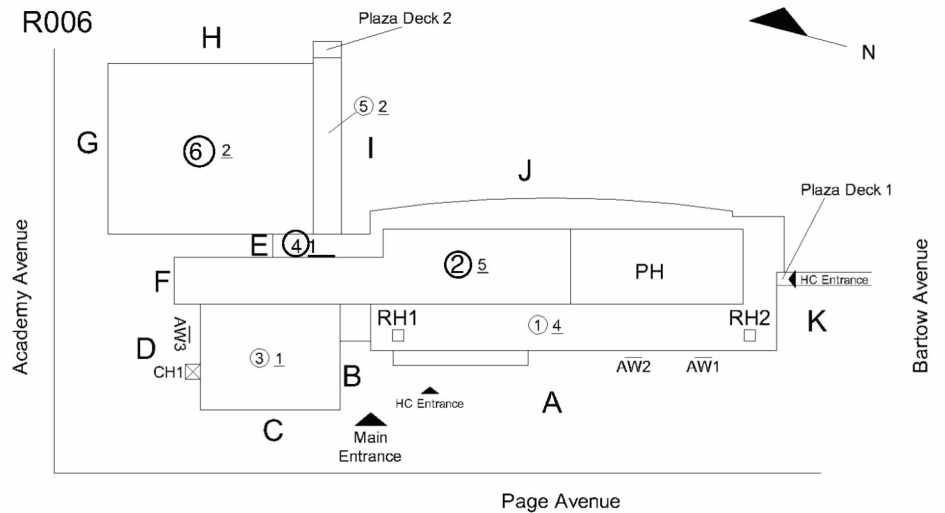 R006
H
Plaza Deck 2
N
5 2
G
6 2
I
J
Plaza Deck 1
E
4 1
F
2 5
PH
HC Entrance
K
RH1
1 4
RH2
AW3
D
CH1
3 1
B
AW2
AW1
HC Entrance
A
C
Main
Entrance
Academy Avenue
Bartow Avenue
Page Avenue